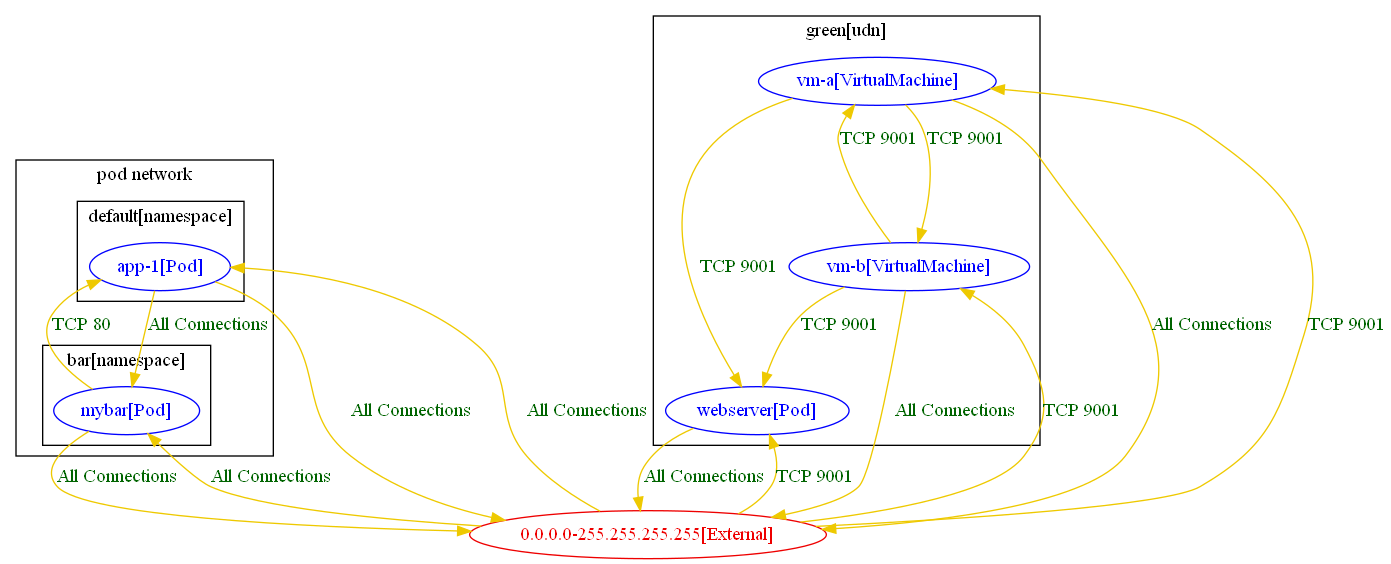 green[udn]
vm-a[VirtualMachine]
TCP 9001
TCP 9001
pod network
default[namespace]
app-1[Pod]
TCP 9001
vm-b[VirtualMachine]
TCP 80
All Connections
TCP 9001
All Connections
TCP 9001
bar[namespace]
mybar[Pod]
All Connections
All Connections
webserver[Pod]
All Connections
TCP 9001
All Connections
All Connections
All Connections
TCP 9001
0.0.0.0-255.255.255.255[External]